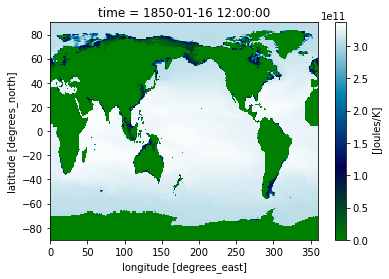 time = 1850-01-16 12:00:00
1e11
80
60
40
20
0
−20
−40
−60
−80
latitude [degrees_north]
0 50 100 150 200 250 300 350
longitude [degrees_east]
3.0
2.5
2.0
1.5
1.0
0.5
0.0
[Joules/K]